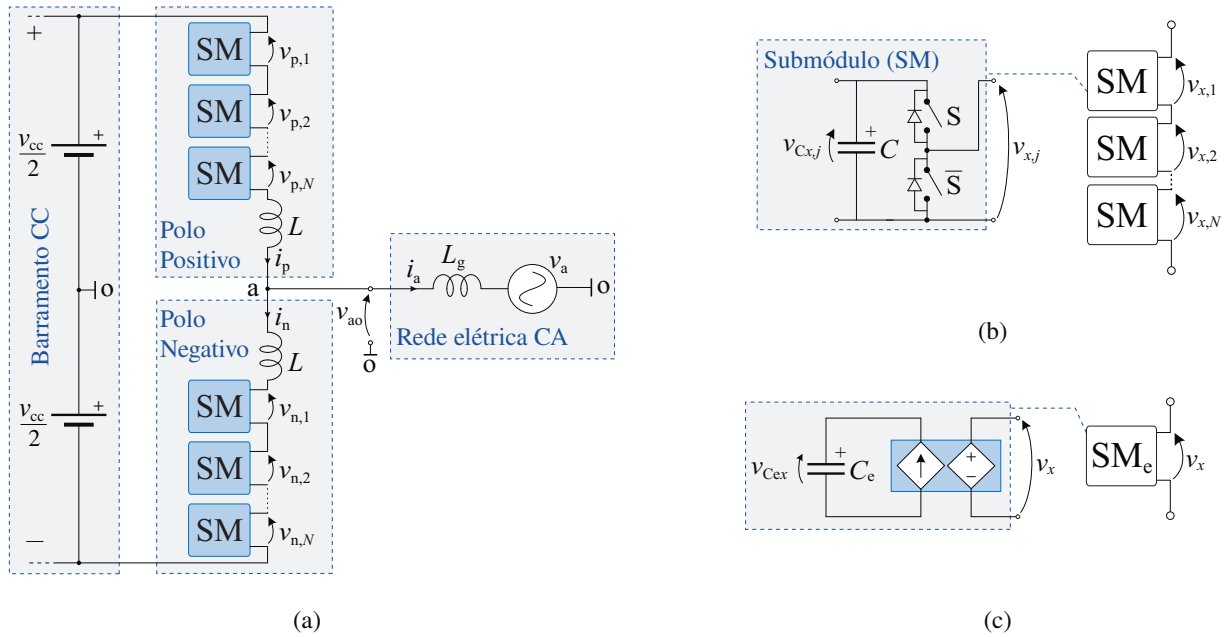 Barramento CC
+
v_cc/2
+
o
v_cc/2
+
−
SM
v_p,1
SM
v_p,2
SM
v_p,N
L
Polo
Positivo
i_p
a
i_n
Polo
Negativo
L
SM
v_n,1
SM
v_n,2
SM
v_n,N
v_ao
o
i_a
L_g
v_a
o
Rede elétrica CA
(a)
Submódulo (SM)
v_Cx,j
+
C
−
S
S̅
v_x,j
SM
v_x,1
SM
v_x,2
SM
v_x,N
(b)
v_Cex
+
C_e
+
−
v_x
SM_e
v_x
(c)